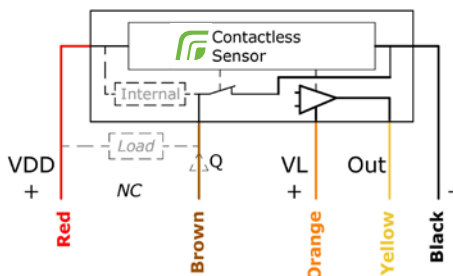 Contactless
Sensor
Internal
Load
Q
VDD
+
NC
VL
+
Out
-
Red
Brown
Orange
Yellow
Black